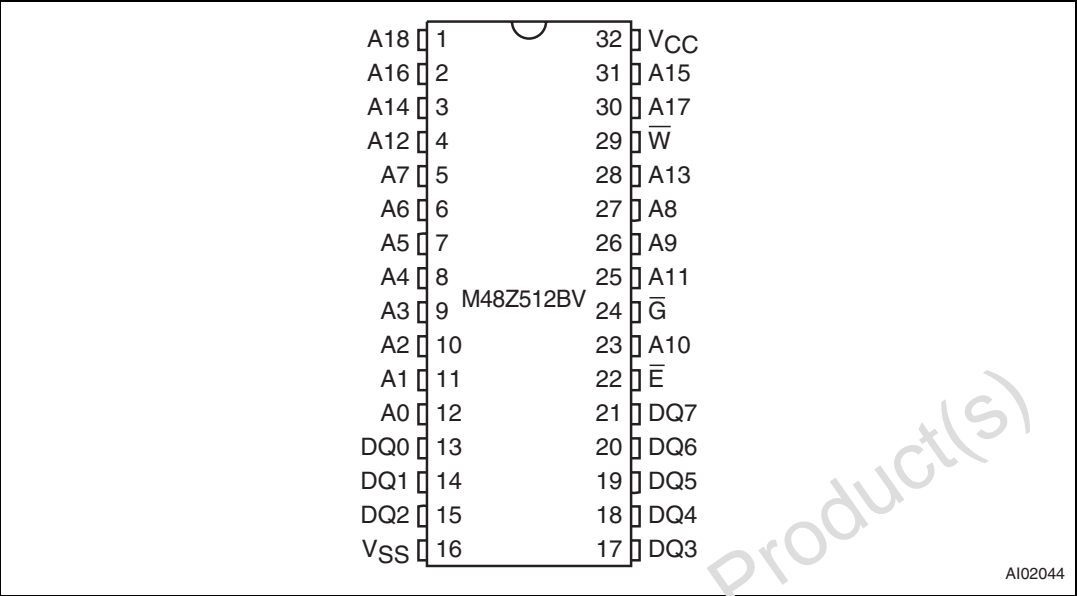 A18 1 32 VCC
A16 2 31 A15
A14 3 30 A17
A12 4 29 W̅
A7 5 28 A13
A6 6 27 A8
A5 7 26 A9
A4 8 25 A11
M48Z512BV
A3 9 24 G̅
A2 10 23 A10
A1 11 22 E̅
A0 12 21 DQ7
DQ0 13 20 DQ6
DQ1 14 19 DQ5
DQ2 15 18 DQ4
VSS 16 17 DQ3
Product(s)
AI02044